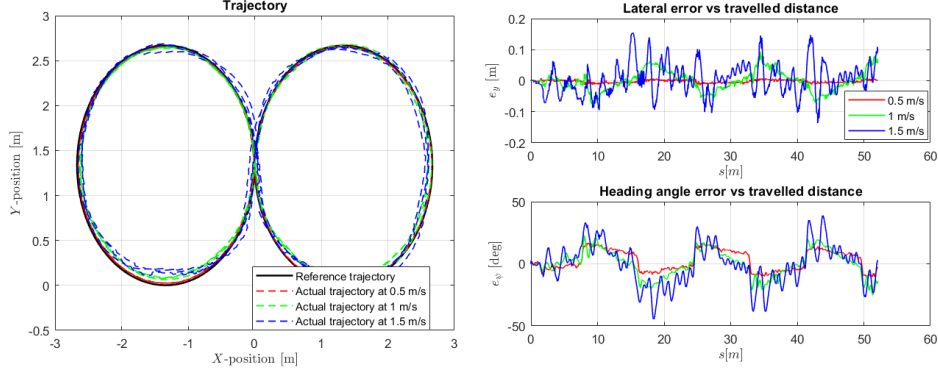 Trajectory
3
2.5
2
1.5
1
0.5
0
-0.5
Y-position [m]
-3
-2
-1
0
1
2
3
X-position [m]
Reference trajectory
Actual trajectory at 0.5 m/s
Actual trajectory at 1 m/s
Actual trajectory at 1.5 m/s
Lateral error vs travelled distance
0.2
0.1
0
-0.1
-0.2
e_y [m]
0
10
20
30
40
50
60
s[m]
0.5 m/s
1 m/s
1.5 m/s
Heading angle error vs travelled distance
50
0
-50
e_ψ [deg]
0
10
20
30
40
50
60
s[m]